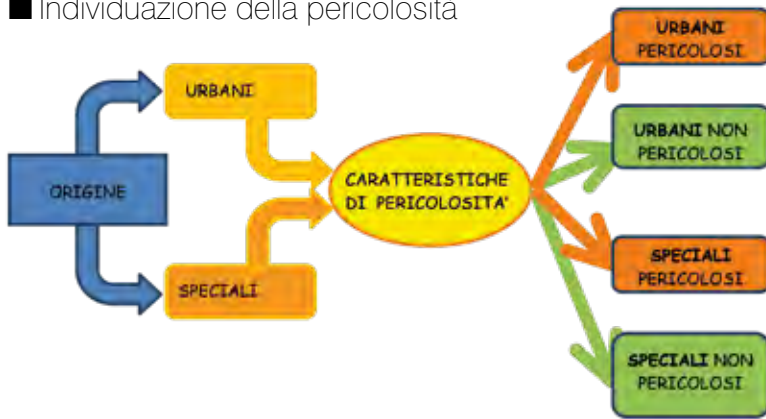 ■ Individuazione della pericolosità
URBANI
ORIGINE
SPECIALI
CARATTERISTICHE
DI PERICOLOSITA'
URBANI
PERICOLOSI
URBANI NON
PERICOLOSI
SPECIALI
PERICOLOSI
SPECIALI NON
PERICOLOSI